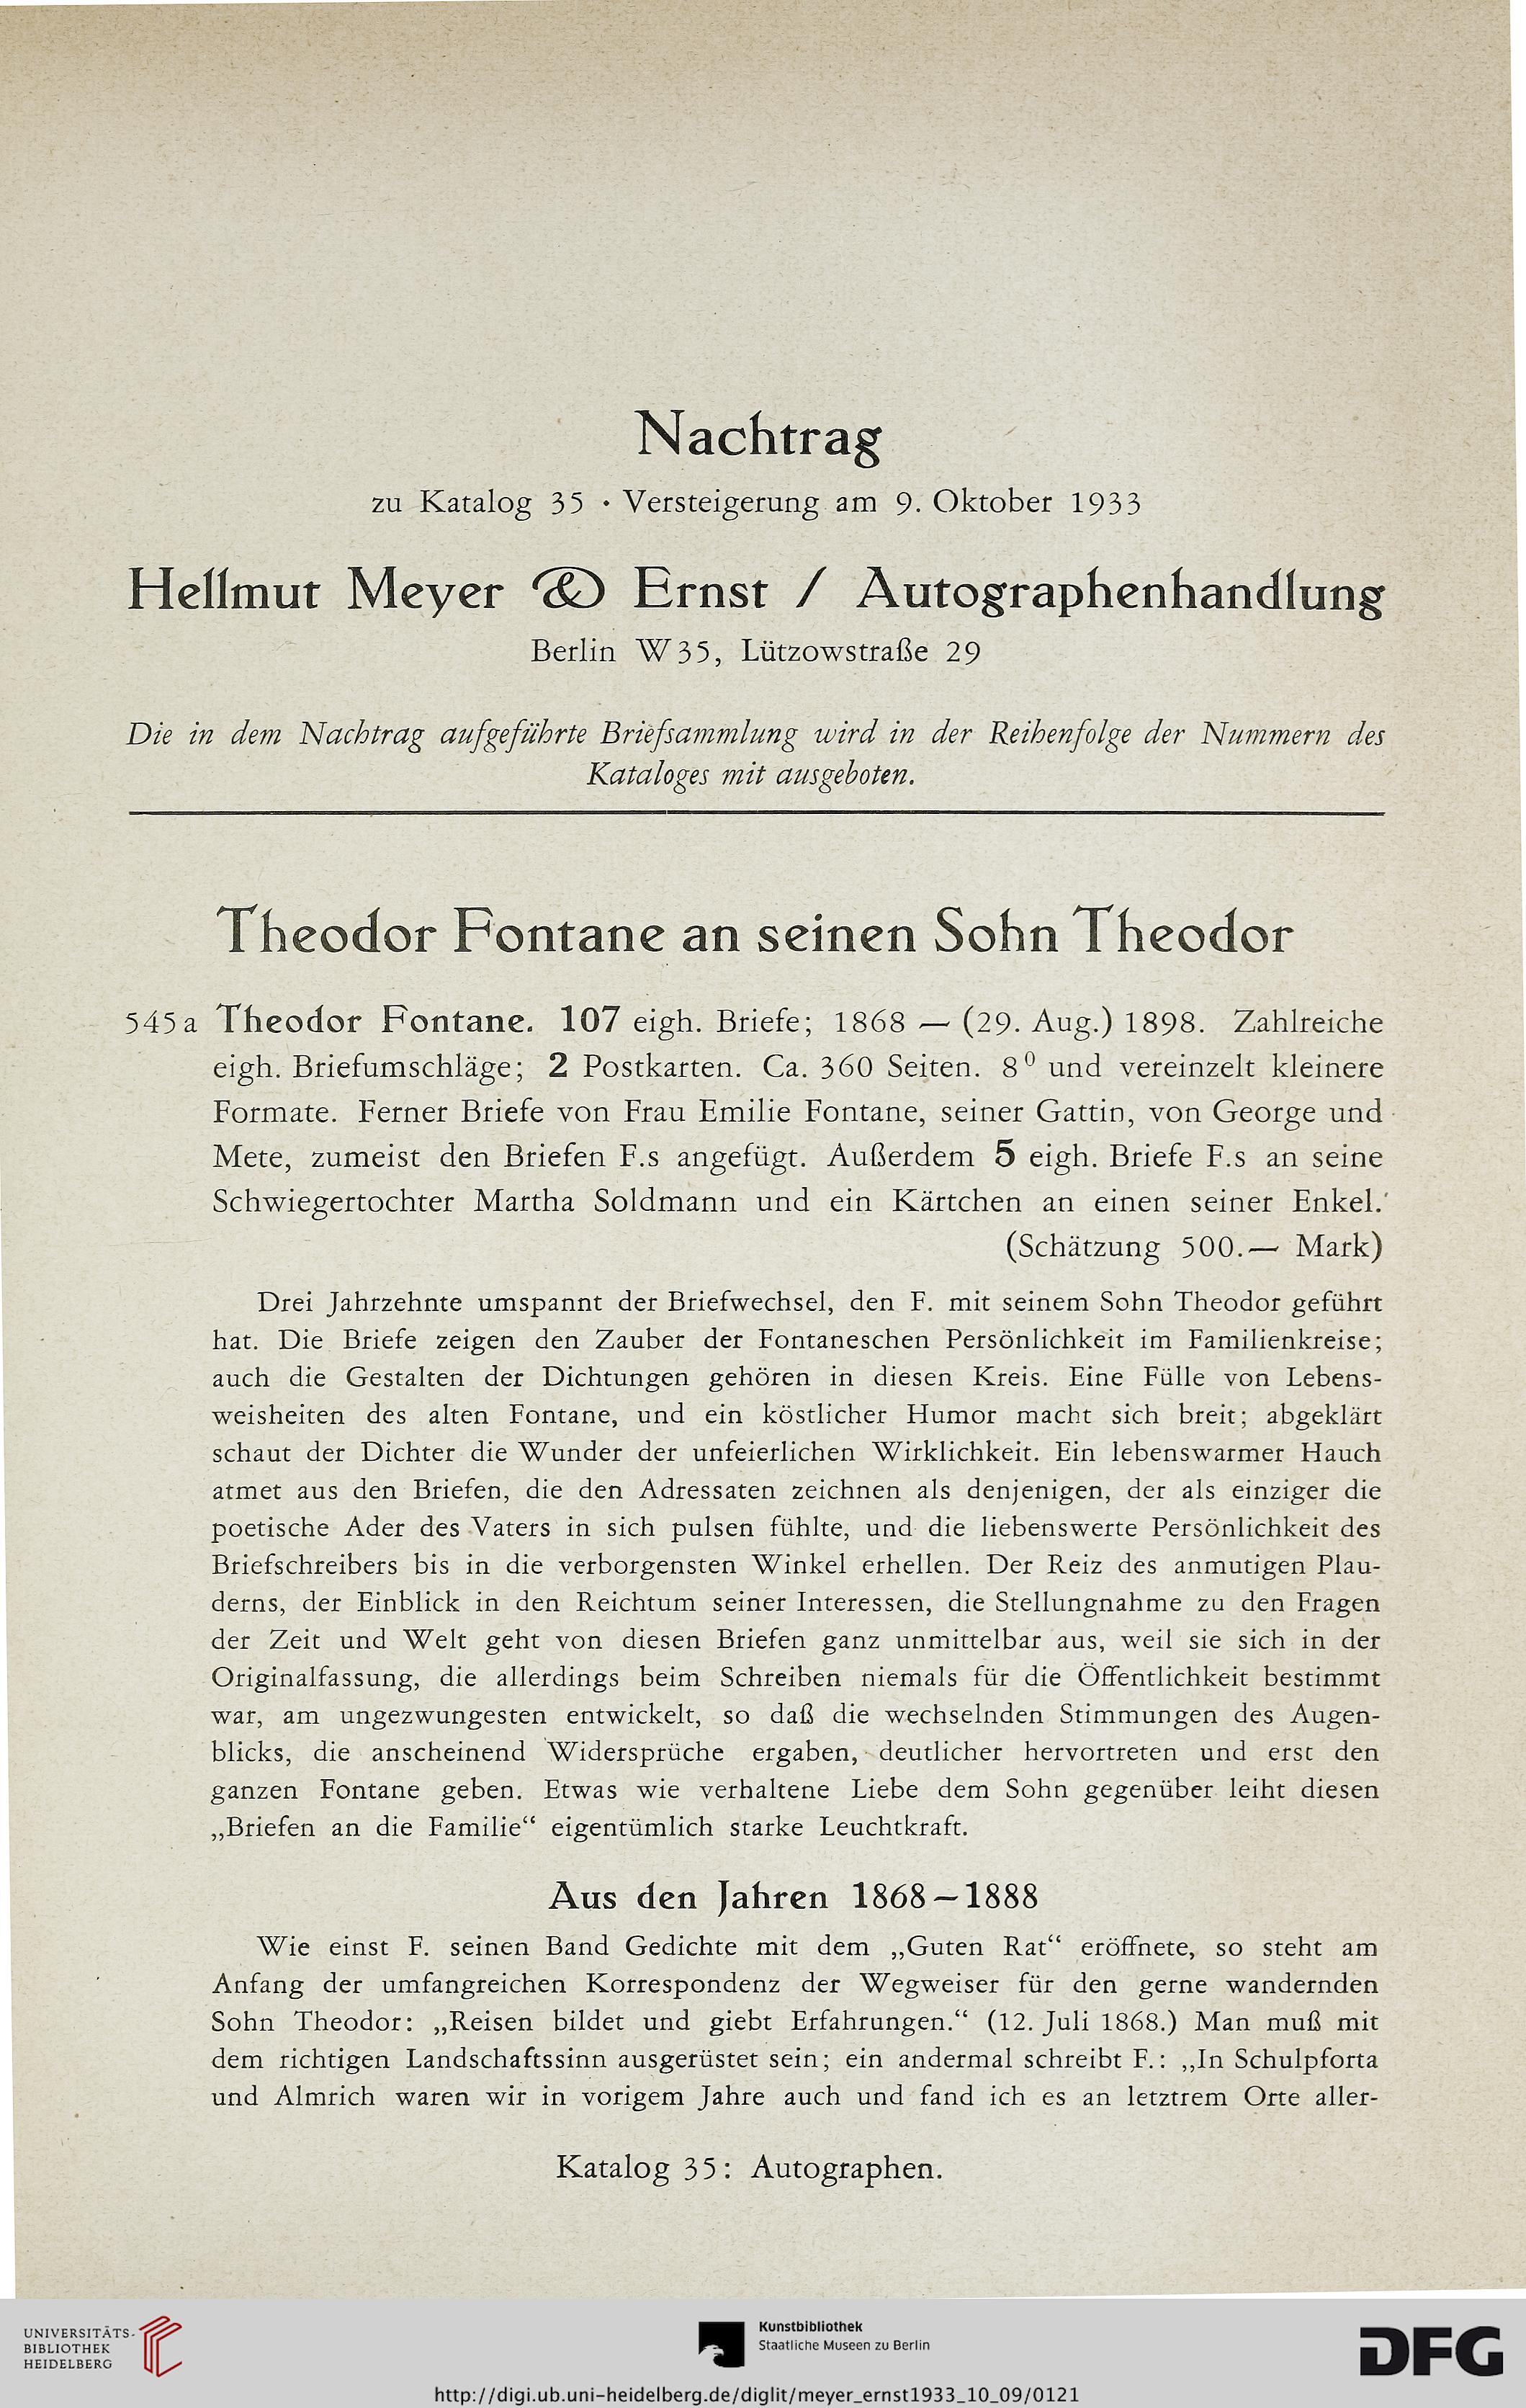 Nachtrag
zu Katalog 35 · Versteigerung am 9. Oktober 1933
Hellmut Meyer & Ernst / Autographenhandlung
Berlin W 35, Lützowstraße 29
Die in dem Nachtrag aufgeführte Briefsammlung wird in der Reihenfolge der Nummern des
Kataloges mit ausgeboten.
Theodor Fontane an seinen Sohn Theodor
545a Theodor Fontane. 107 eigh. Briefe; 1868 — (29. Aug.) 1898. Zahlreiche
eigh. Briefumschläge; 2 Postkarten. Ca. 360 Seiten. 8⁰ und vereinzelt kleinere
Formate. Ferner Briefe von Frau Emilie Fontane, seiner Gattin, von George und
Mete, zumeist den Briefen F.s angefügt. Außerdem 5 eigh. Briefe F.s an seine
Schwiegertochter Martha Soldmann und ein Kärtchen an einen seiner Enkel.
(Schätzung 500.— Mark)
Drei Jahrzehnte umspannt der Briefwechsel, den F. mit seinem Sohn Theodor geführt
hat. Die Briefe zeigen den Zauber der Fontaneschen Persönlichkeit im Familienkreise;
auch die Gestalten der Dichtungen gehören in diesen Kreis. Eine Fülle von Lebens-
weisheiten des alten Fontane, und ein köstlicher Humor macht sich breit; abgeklärt
schaut der Dichter die Wunder der unfeierlichen Wirklichkeit. Ein lebenswarmer Hauch
atmet aus den Briefen, die den Adressaten zeichnen als denjenigen, der als einziger die
poetische Ader des Vaters in sich pulsen fühlte, und die liebenswerte Persönlichkeit des
Briefschreibers bis in die verborgensten Winkel erhellen. Der Reiz des anmutigen Plau-
derns, der Einblick in den Reichtum seiner Interessen, die Stellungnahme zu den Fragen
der Zeit und Welt geht von diesen Briefen ganz unmittelbar aus, weil sie sich in der
Originalfassung, die allerdings beim Schreiben niemals für die Öffentlichkeit bestimmt
war, am ungezwungesten entwickelt, so daß die wechselnden Stimmungen des Augen-
blicks, die anscheinend Widersprüche ergaben, deutlicher hervortreten und erst den
ganzen Fontane geben. Etwas wie verhaltene Liebe dem Sohn gegenüber leiht diesen
„Briefen an die Familie“ eigentümlich starke Leuchtkraft.
Aus den Jahren 1868–1888
Wie einst F. seinen Band Gedichte mit dem „Guten Rat“ eröffnete, so steht am
Anfang der umfangreichen Korrespondenz der Wegweiser für den gerne wandernden
Sohn Theodor: „Reisen bildet und giebt Erfahrungen.“ (12. Juli 1868.) Man muß mit
dem richtigen Landschaftssinn ausgerüstet sein; ein andermal schreibt F.: „In Schulpforta
und Almrich waren wir in vorigem Jahre auch und fand ich es an letztrem Orte aller-
Katalog 35: Autographen.
UNIVERSITÄTS-
BIBLIOTHEK
HEIDELBERG
Kunstbibliothek
Staatliche Museen zu Berlin
DFG
http://digi.ub.uni-heidelberg.de/diglit/meyer_ernst1933_10_09/0121